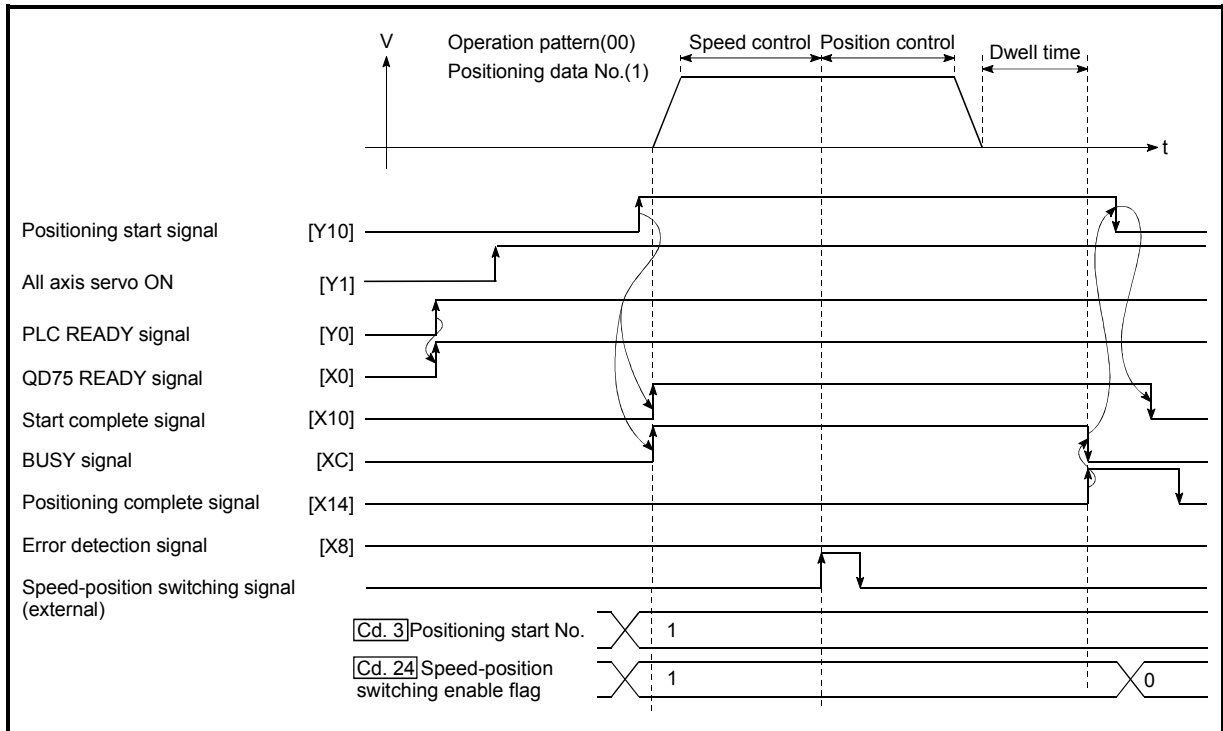 V
Operation pattern(00)
Positioning data No.(1)
Speed control
Position control
Dwell time
t
Positioning start signal [Y10]
All axis servo ON [Y1]
PLC READY signal [Y0]
QD75 READY signal [X0]
Start complete signal [X10]
BUSY signal [XC]
Positioning complete signal [X14]
Error detection signal [X8]
Speed-position switching signal
(external)
Cd. 3 Positioning start No. 1
Cd. 24 Speed-position
switching enable flag 1 0